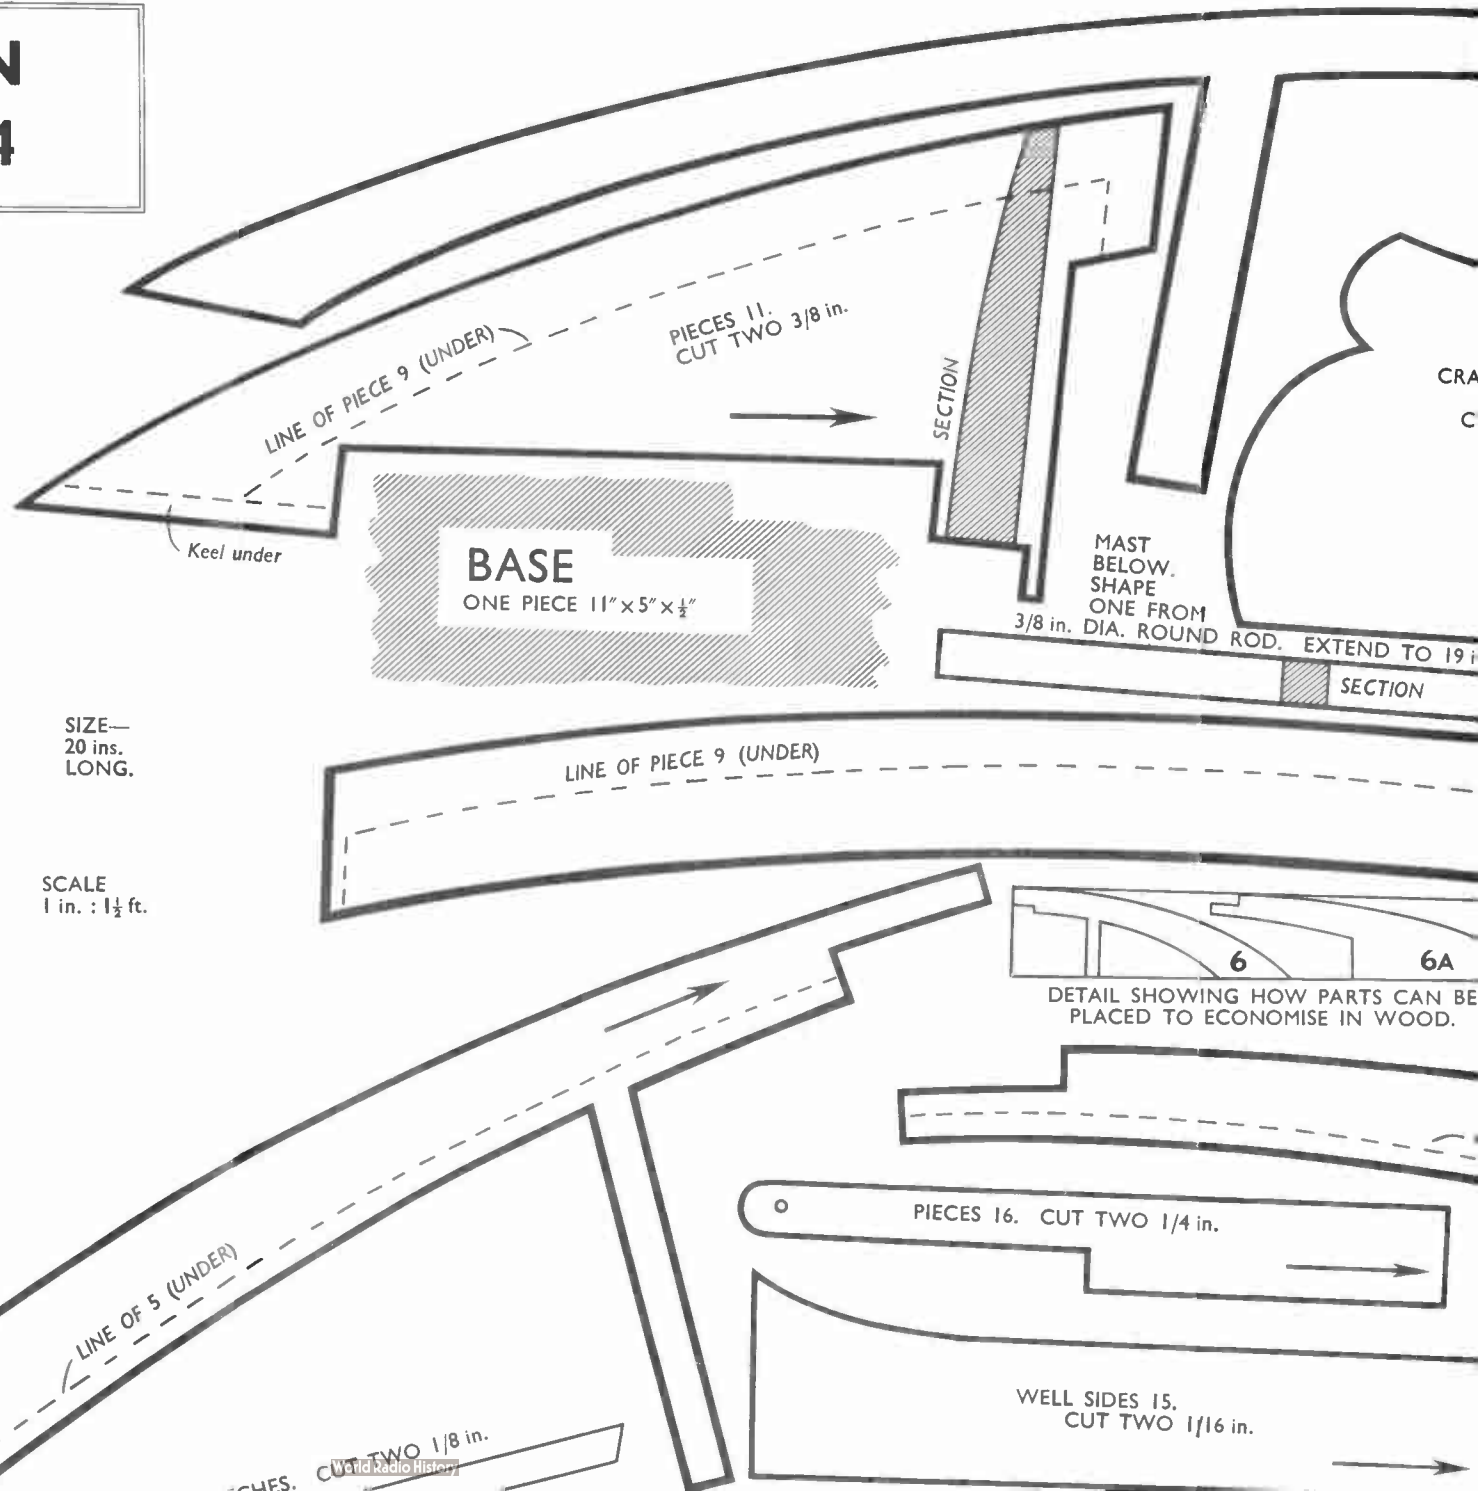 N
4
PIECES 11.
CUT TWO 3/8 in.
LINE OF PIECE 9 (UNDER)
SECTION
Keel under
BASE
ONE PIECE 11" x 5" x ½"
MAST
BELOW.
SHAPE
ONE FROM
3/8 in. DIA. ROUND ROD. EXTEND TO 19 i
SECTION
SIZE—
20 ins.
LONG.
LINE OF PIECE 9 (UNDER)
SCALE
1 in. : 1½ ft.
6
6A
DETAIL SHOWING HOW PARTS CAN BE
PLACED TO ECONOMISE IN WOOD.
PIECES 16. CUT TWO 1/4 in.
LINE OF 5 (UNDER)
WELL SIDES 15.
CUT TWO 1/16 in.
CHES. CUT TWO 1/8 in.
World Radio History